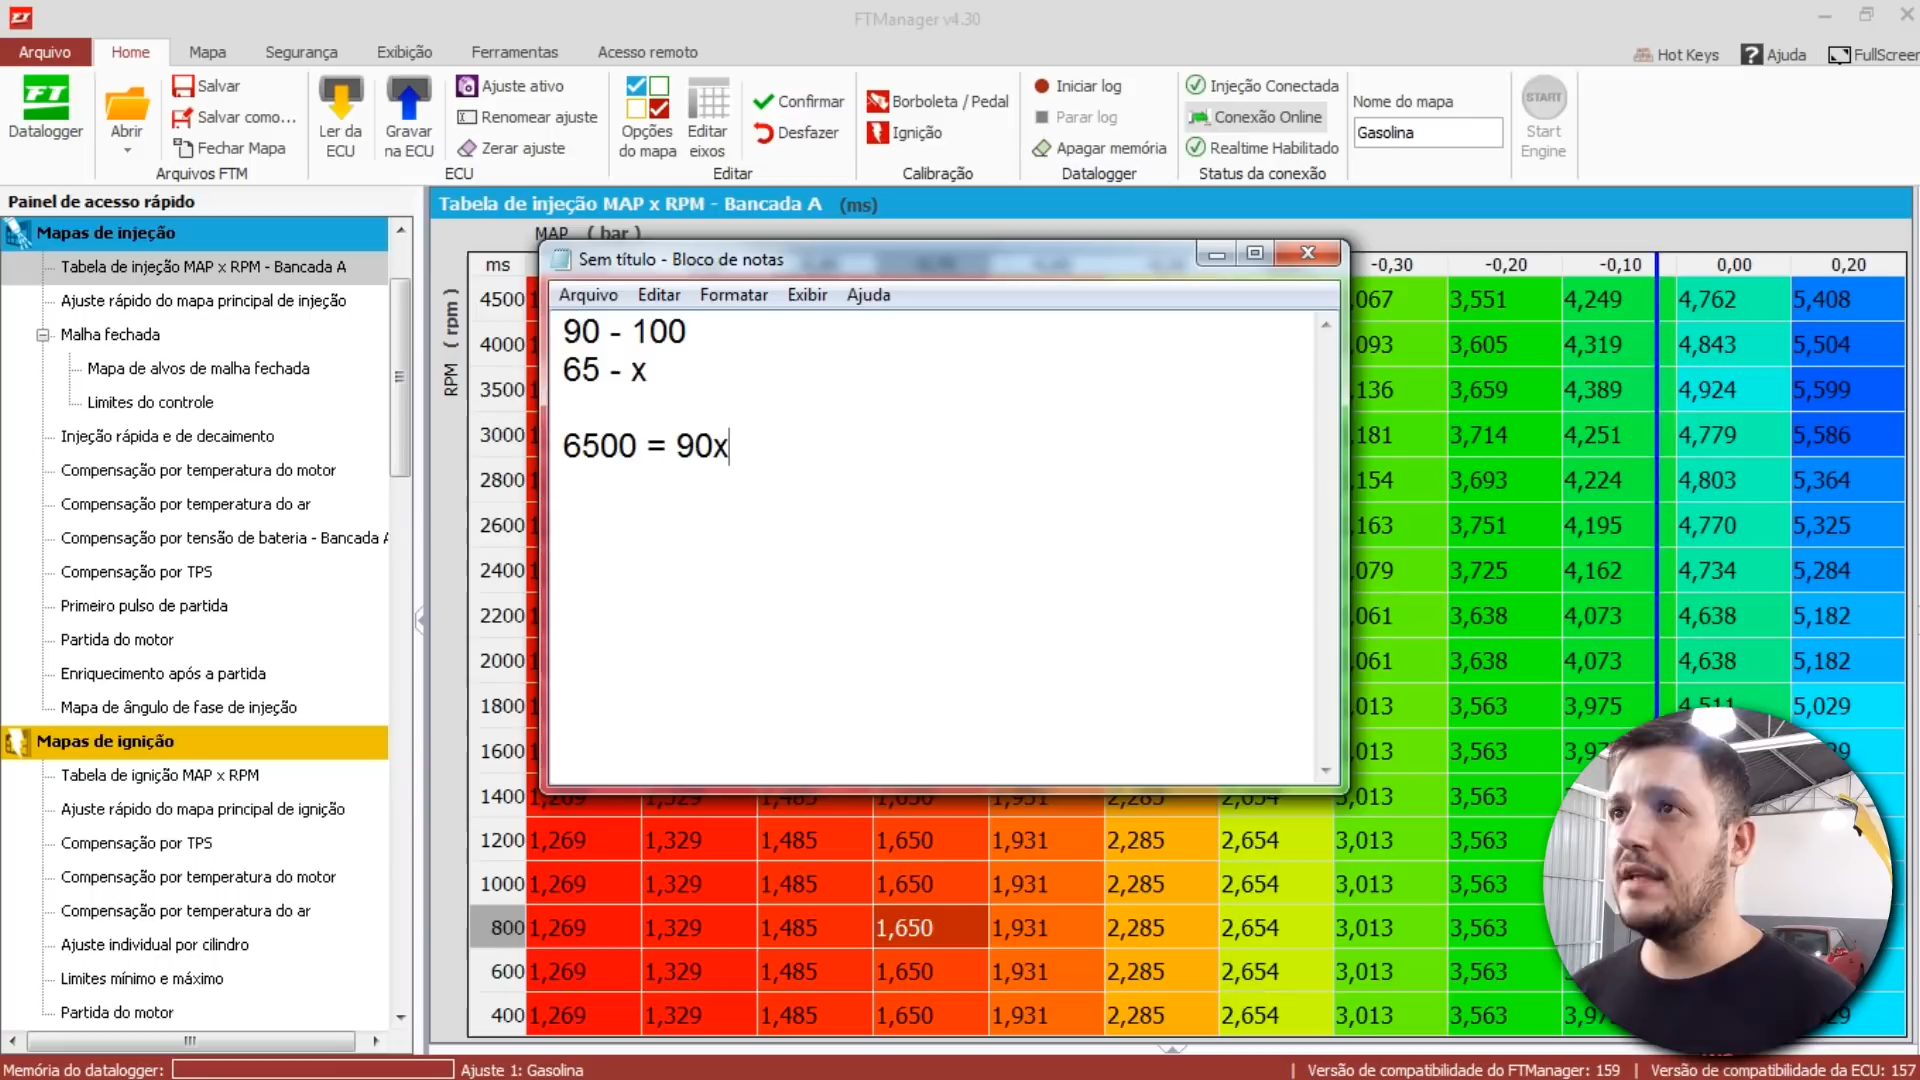 FTManager v4.30
Arquivo Home Mapa Segurança Exibição Ferramentas Acesso remoto
Hot Keys ? Ajuda FullScreen
FT Datalogger
Abrir
Salvar
Salvar como...
Fechar Mapa
Arquivos FTM
Ler da ECU
Gravar na ECU
Ajuste ativo
Renomear ajuste
Zerar ajuste
ECU
Opções do mapa
Editar eixos
Confirmar
Desfazer
Editar
Borboleta / Pedal
Ignição
Calibração
Iniciar log
Parar log
Apagar memória
Datalogger
Injeção Conectada
Conexão Online
Realtime Habilitado
Status da conexão
Nome do mapa
Gasolina
START
Start Engine
Painel de acesso rápido
Mapas de injeção
Tabela de injeção MAP x RPM - Bancada A
Ajuste rápido do mapa principal de injeção
Malha fechada
Mapa de alvos de malha fechada
Limites do controle
Injeção rápida e de decaimento
Compensação por temperatura do motor
Compensação por temperatura do ar
Compensação por tensão de bateria - Bancada A
Compensação por TPS
Primeiro pulso de partida
Partida do motor
Enriquecimento após a partida
Mapa de ângulo de fase de injeção
Mapas de ignição
Tabela de ignição MAP x RPM
Ajuste rápido do mapa principal de ignição
Compensação por TPS
Compensação por temperatura do motor
Compensação por temperatura do ar
Ajuste individual por cilindro
Limites mínimo e máximo
Partida do motor
Tabela de injeção MAP x RPM - Bancada A (ms)
MAP ( bar )
RPM ( rpm )
Sem título - Bloco de notas
Arquivo Editar Formatar Exibir Ajuda
90 - 100
65 - x
6500 = 90x
ms -0,30 -0,20 -0,10 0,00 0,20
4500 ,067 3,551 4,249 4,762 5,408
4000 ,093 3,605 4,319 4,843 5,504
3500 ,136 3,659 4,389 4,924 5,599
3000 ,181 3,714 4,251 4,779 5,586
2800 ,154 3,693 4,224 4,803 5,364
2600 ,163 3,751 4,195 4,770 5,325
2400 ,079 3,725 4,162 4,734 5,284
2200 ,061 3,638 4,073 4,638 5,182
2000 ,061 3,638 4,073 4,638 5,182
1800 ,013 3,563 3,975 4,511 5,029
1600 ,013 3,563
1400 1,269 1,329 1,485 1,650 1,931 2,285 2,654 3,013 3,563
1200 1,269 1,329 1,485 1,650 1,931 2,285 2,654 3,013 3,563
1000 1,269 1,329 1,485 1,650 1,931 2,285 2,654 3,013 3,563
800 1,269 1,329 1,485 1,650 1,931 2,285 2,654 3,013 3,563
600 1,269 1,329 1,485 1,650 1,931 2,285 2,654 3,013 3,563
400 1,269 1,329 1,485 1,650 1,931 2,285 2,654 3,013 3,563
Memória do datalogger: Ajuste 1: Gasolina | Versão de compatibilidade do FTManager: 159 | Versão de compatibilidade da ECU: 157